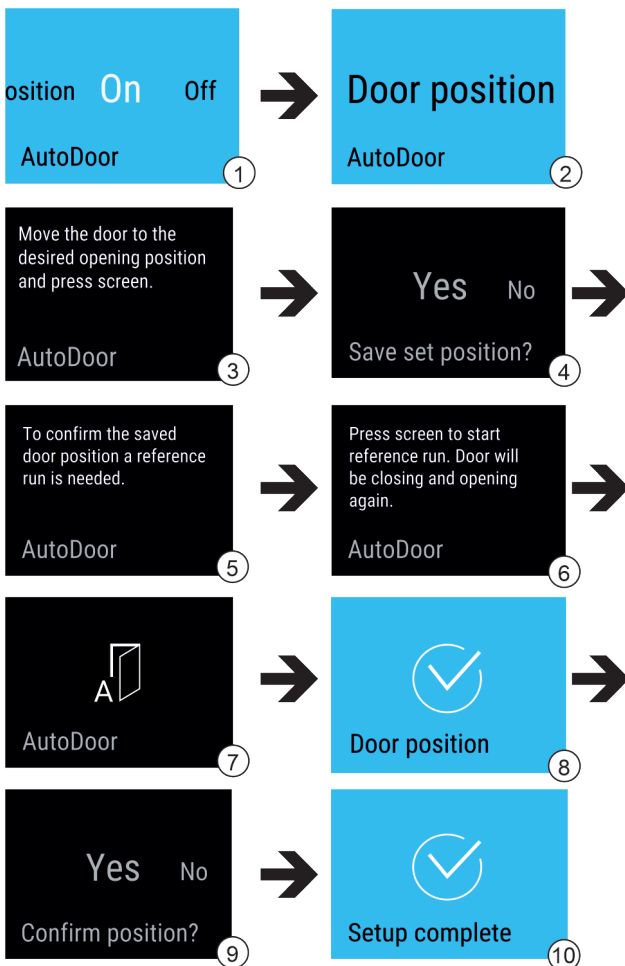 osition On Off
AutoDoor
1
Door position
AutoDoor
2
Move the door to the
desired opening position
and press screen.
AutoDoor
3
Yes No
Save set position?
4
To confirm the saved
door position a reference
run is needed.
AutoDoor
5
Press screen to start
reference run. Door will
be closing and opening
again.
AutoDoor
6
A
AutoDoor
7
Door position
8
Yes No
Confirm position?
9
Setup complete
10